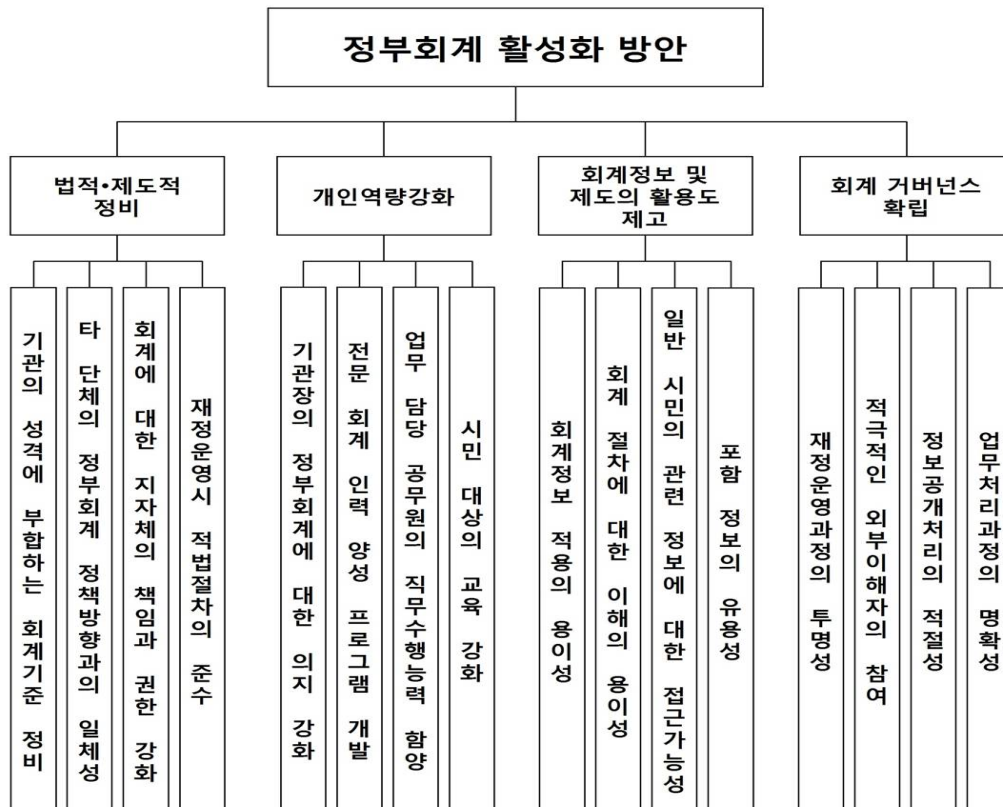 정부회계 활성화 방안
법적•제도적
정비
개인역량강화
회계정보 및
제도의 활용도
제고
회계 거버넌스
확립
기관의 성격에 부합하는 회계기준 정비
타 단체의 정부회계 정책방향과의 일체성
회계에 대한 지자체의 책임과 권한 강화
재정운영시 적법절차의 준수
기관장의 정부회계에 대한 의지 강화
전문 회계 인력 양성 프로그램 개발
업무 담당 공무원의 직무수행능력 함양
시민 대상의 교육 강화
회계정보 적용의 용이성
회계 절차에 대한 이해의 용이성
일반 시민의 관련 정보에 대한 접근가능성
포함 정보의 유용성
재정운영과정의 투명성
적극적인 외부이해자의 참여
정보공개처리의 적절성
업무처리과정의 명확성